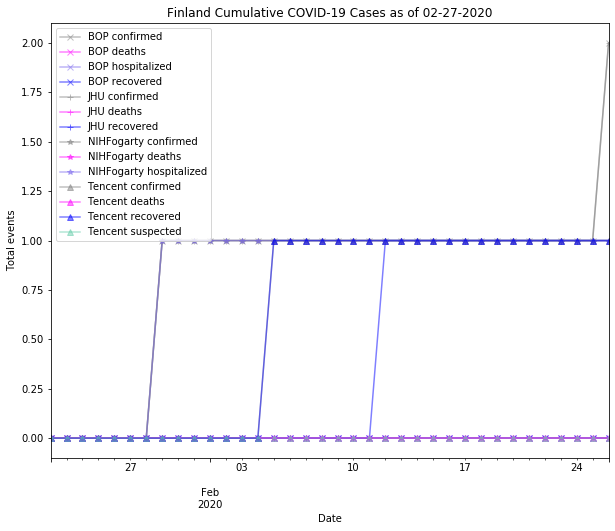 Finland Cumulative COVID-19 Cases as of 02-27-2020
BOP confirmed
BOP deaths
BOP hospitalized
BOP recovered
JHU confirmed
JHU deaths
JHU recovered
NIHFogarty confirmed
NIHFogarty deaths
NIHFogarty hospitalized
Tencent confirmed
Tencent deaths
Tencent recovered
Tencent suspected
Total events
2.00
1.75
1.50
1.25
1.00
0.75
0.50
0.25
0.00
27 03 10 17 24
Feb
2020
Date